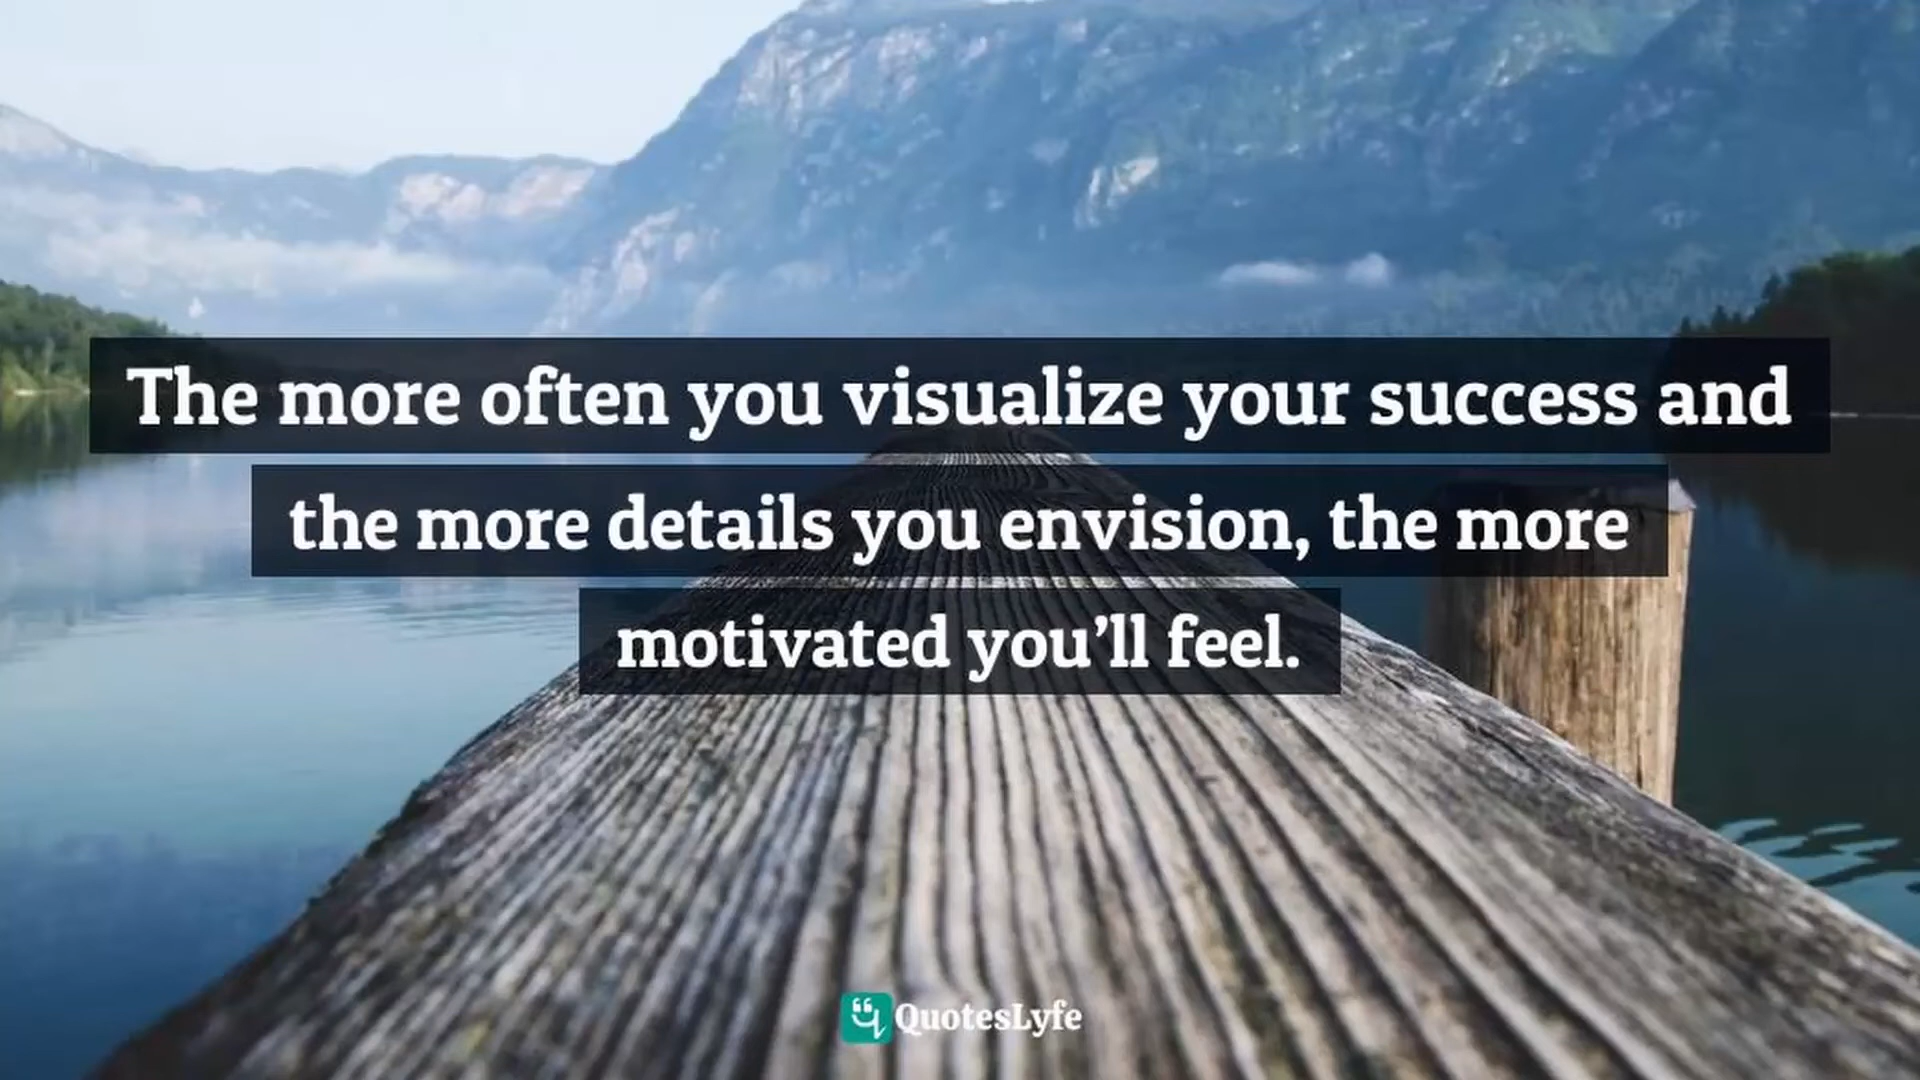 The more often you visualize your success and
the more details you envision, the more
motivated you’ll feel.
QuotesLyfe